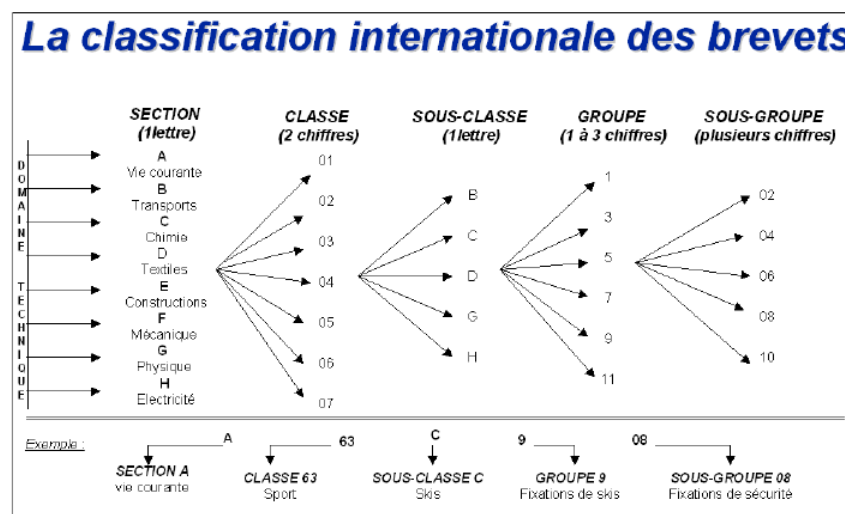 La classification internationale des brevets
SECTION
(1lettre)
CLASSE
(2 chiffres)
SOUS-CLASSE
(1lettre)
GROUPE
(1 à 3 chiffres)
SOUS-GROUPE
(plusieurs chiffres)
DOMAINE TECHNIQUE
A
Vie courante
B
Transports
C
Chimie
D
Textiles
E
Constructions
F
Mécanique
G
Physique
H
Electricité
01
02
03
04
05
06
07
B
C
D
G
H
1
3
5
7
9
11
02
04
06
08
10
Exemple :
A
63
C
9
08
SECTION A
vie courante
CLASSE 63
Sport
SOUS-CLASSE C
Skis
GROUPE 9
Fixations de skis
SOUS-GROUPE 08
Fixations de sécurité